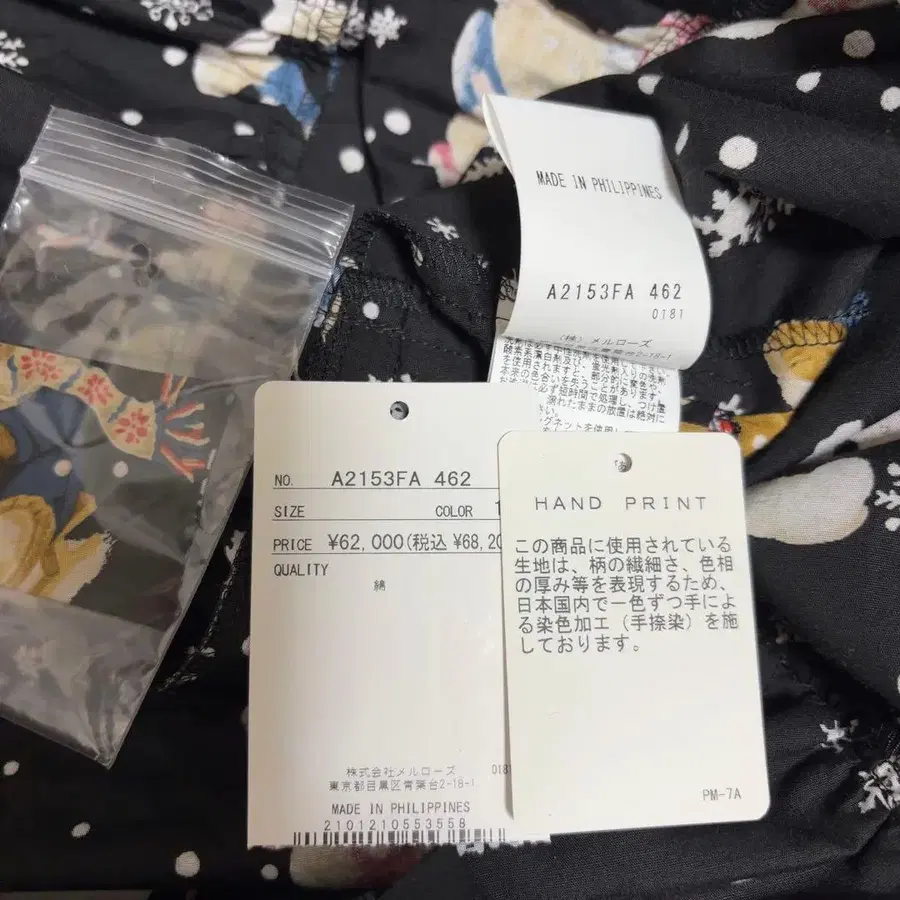 MADE IN PHILIPPINES
A2153FA 462
0181
(株) メルローズ
2-18-1
NO. A2153FA 462
SIZE COLOR
PRICE ¥62,000(税込 ¥68,20
QUALITY
綿
株式会社メルローズ 0181
東京都目黒区青葉台2-18-1
MADE IN PHILIPPINES
2101210553558
HAND PRINT
この商品に使用されている
生地は、柄の繊細さ、色相
の厚み等を表現するため、
日本国内で一色ずつ手によ
る染色加工（手捺染）を施
しております。
PM-7A